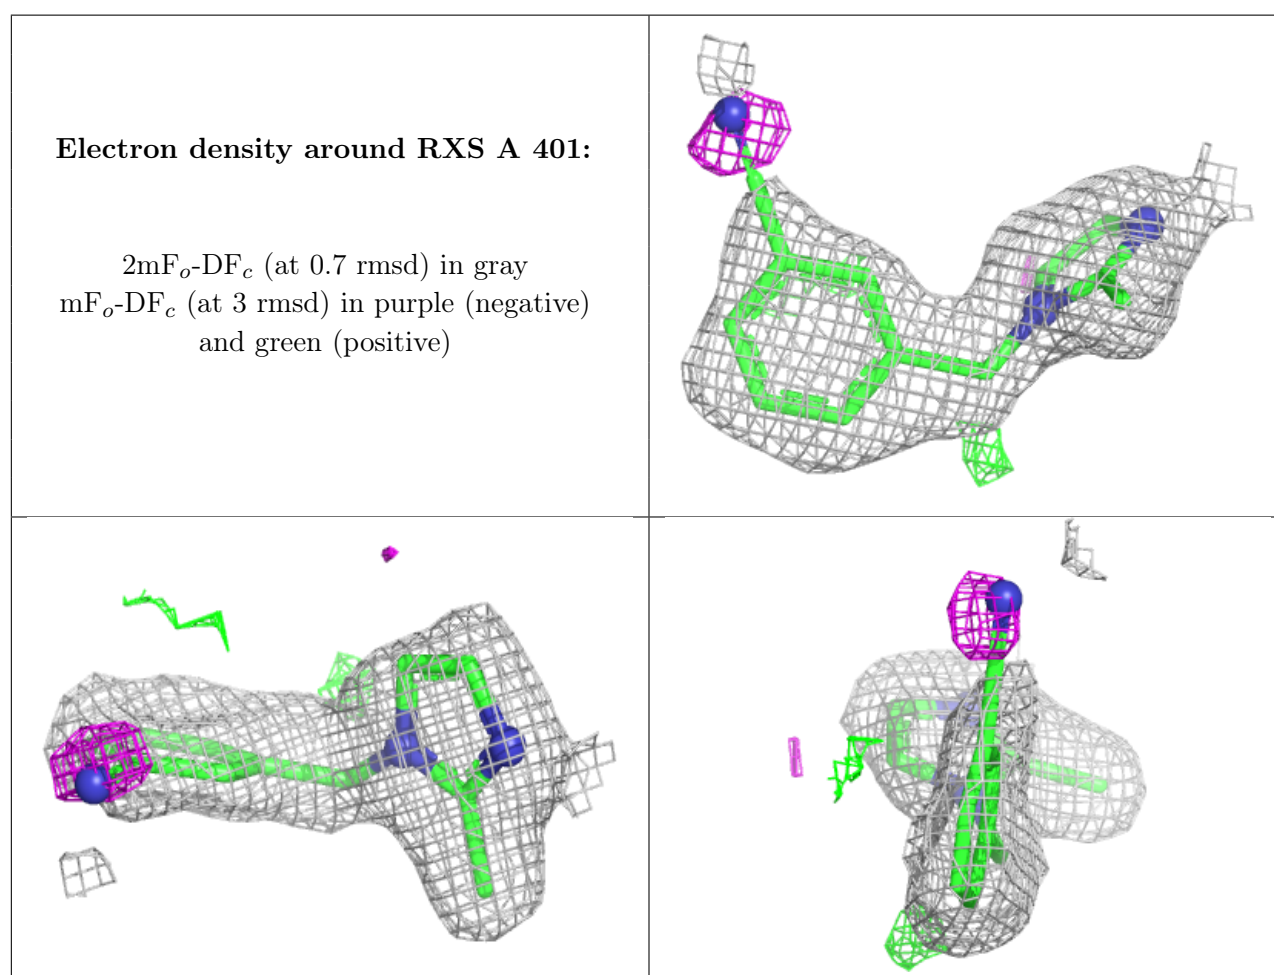 Electron density around RXS A 401:
2mFo-DFc (at 0.7 rmsd) in gray
mFo-DFc (at 3 rmsd) in purple (negative)
and green (positive)